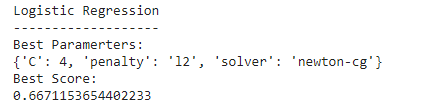 Logistic Regression
-------------------
Best Paramerters:
{'C': 4, 'penalty': 'l2', 'solver': 'newton-cg'}
Best Score:
0.6671153654402233